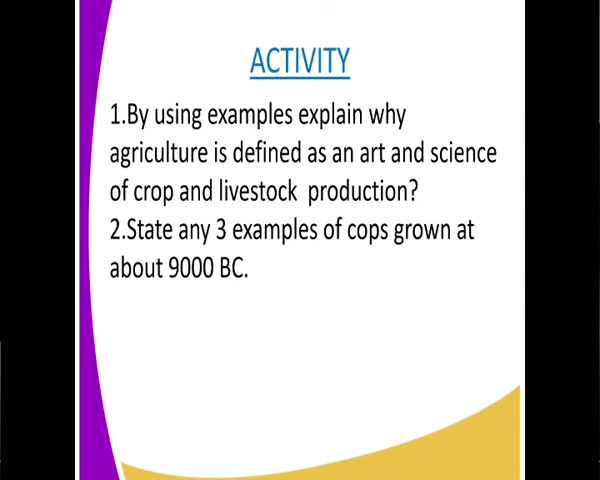 ACTIVITY
1.By using examples explain why
agriculture is defined as an art and science
of crop and livestock production?
2.State any 3 examples of cops grown at
about 9000 BC.